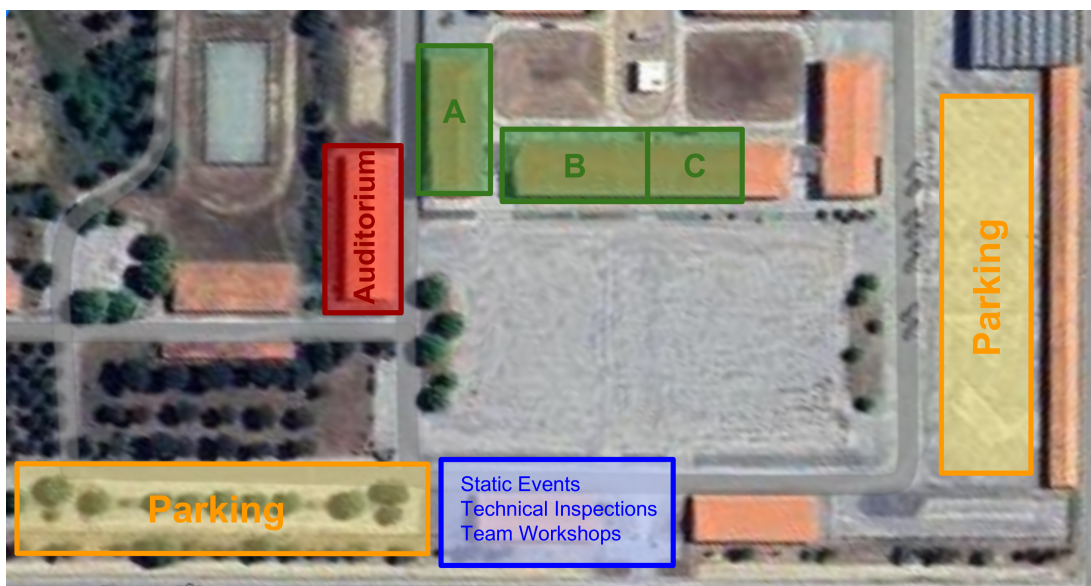 A
B
C
Auditorium
Parking
Parking
Static Events
Technical Inspections
Team Workshops